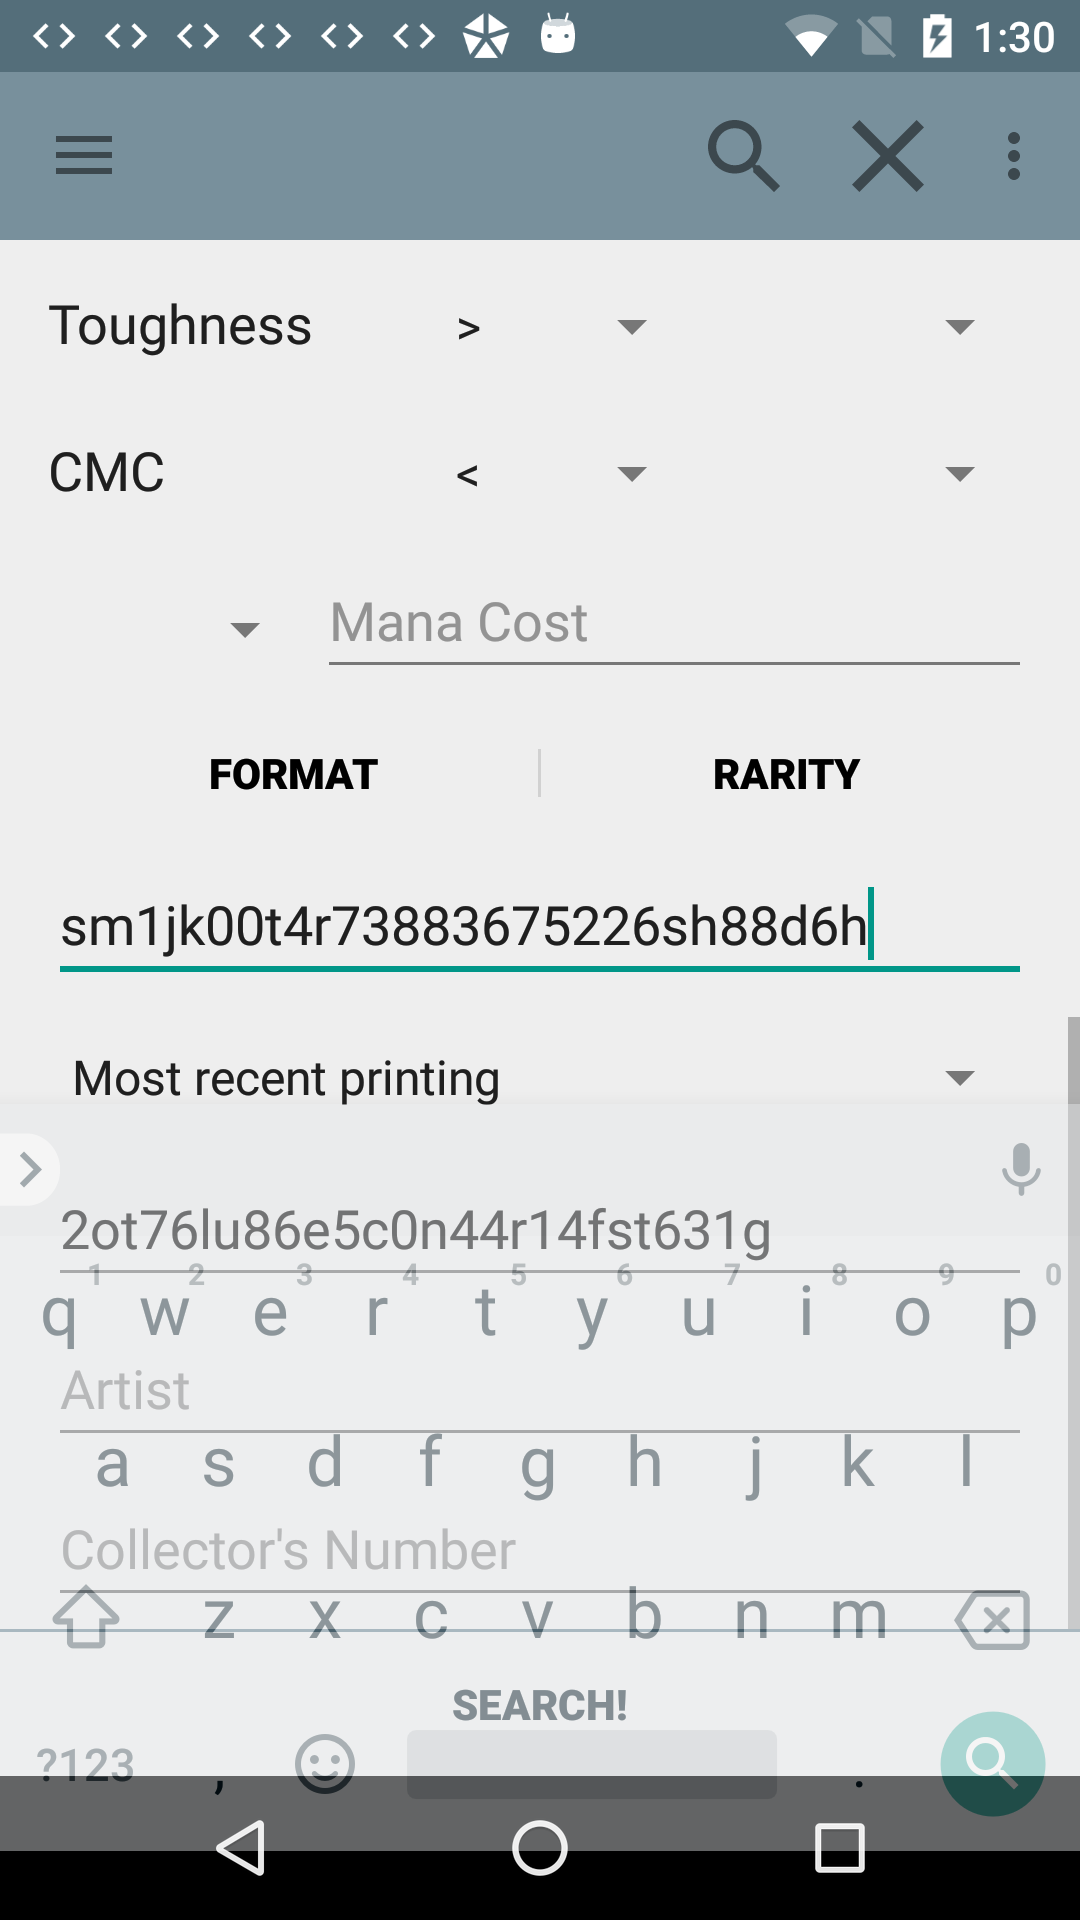 1:30
Toughness > 
CMC <
Mana Cost
FORMAT RARITY
sm1jk00t4r73883675226sh88d6h
Most recent printing
2ot76lu86e5c0n44r14fst631g
1 2 3 4 5 6 7 8 9 0
q w e r t y u i o p
Artist
a s d f g h j k l
Collector's Number
z x c v b n m
SEARCH!
?123 , .